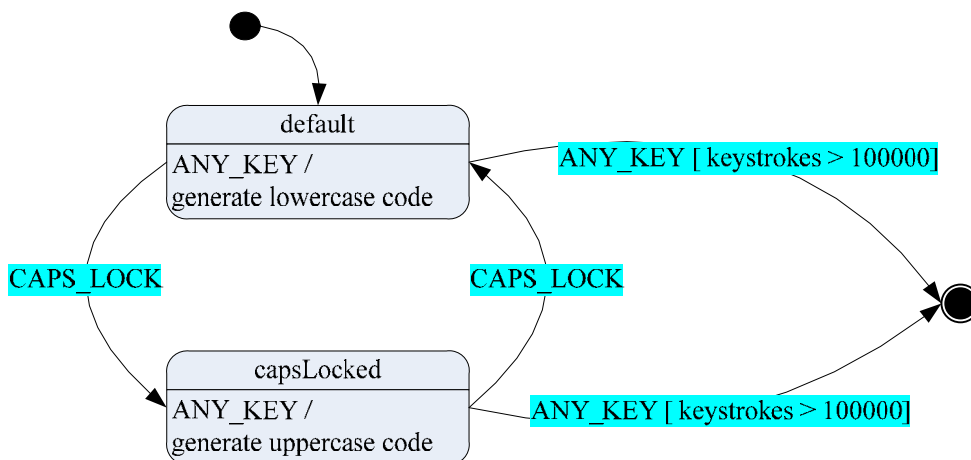 default
ANY_KEY /
generate lowercase code
ANY_KEY [ keystrokes > 100000]
CAPS_LOCK
CAPS_LOCK
capsLocked
ANY_KEY /
generate uppercase code
ANY_KEY [ keystrokes > 100000]